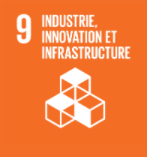 9 INDUSTRIE,
INNOVATION ET
INFRASTRUCTURE